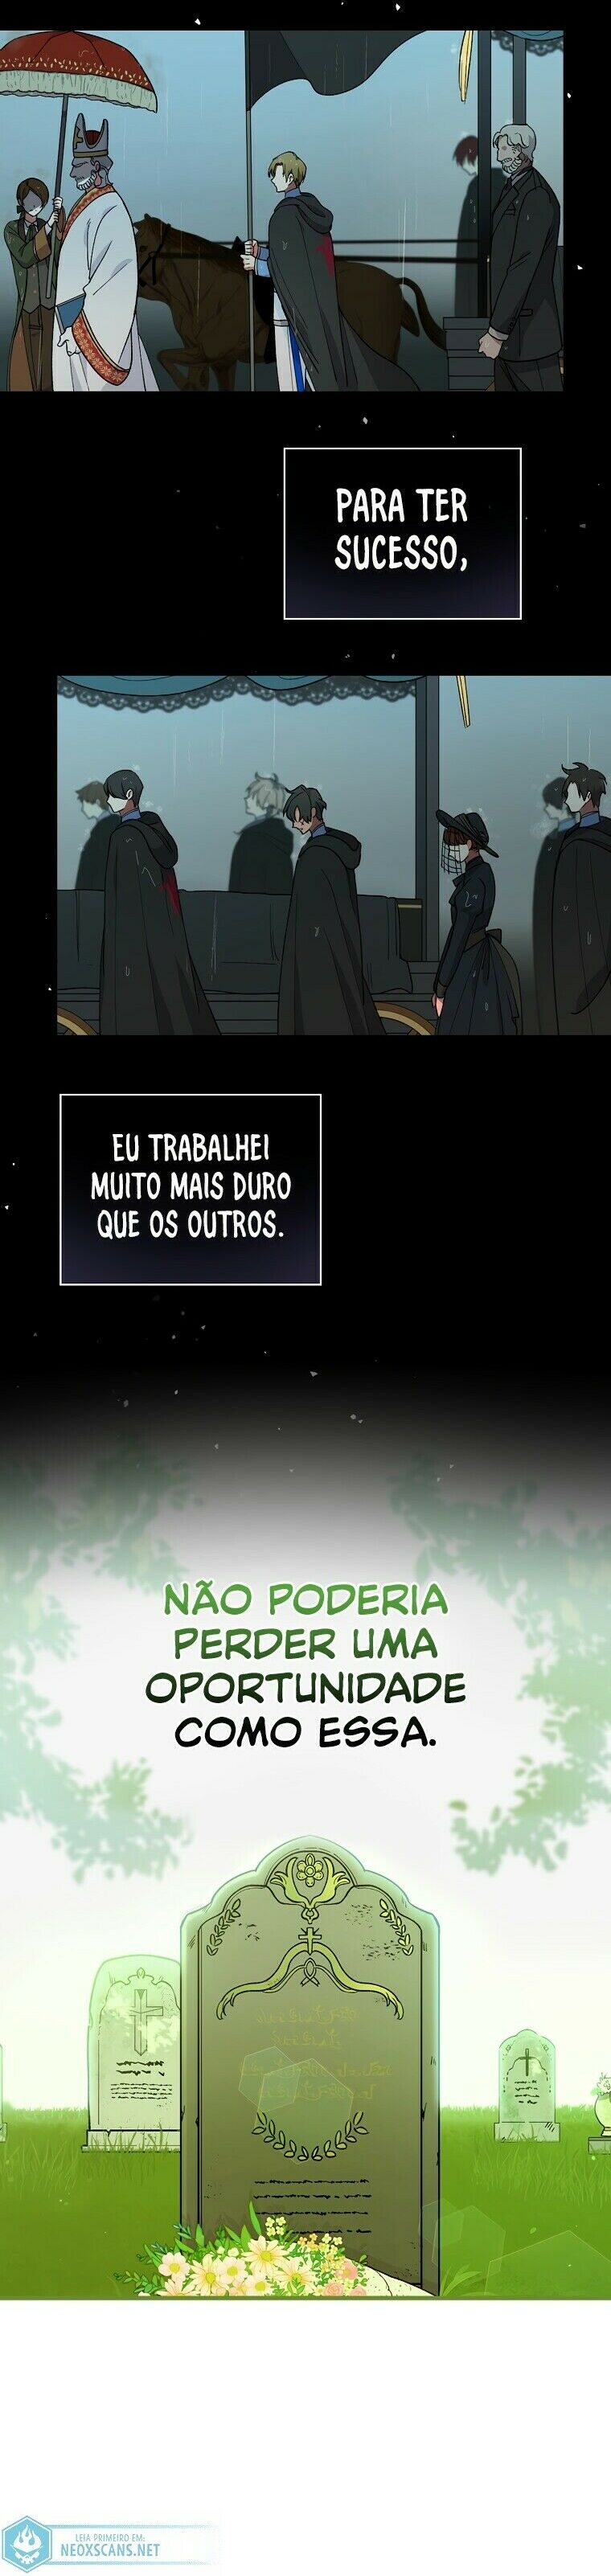 PARA TER
SUCESSO,
EU TRABALHEI
MUITO MAIS DURO
QUE OS OUTROS.
NÃO PODERIA
PERDER UMA
OPORTUNIDADE
COMO ESSA.
LEIA PRIMEIRO EM:
NEOXSCANS.NET